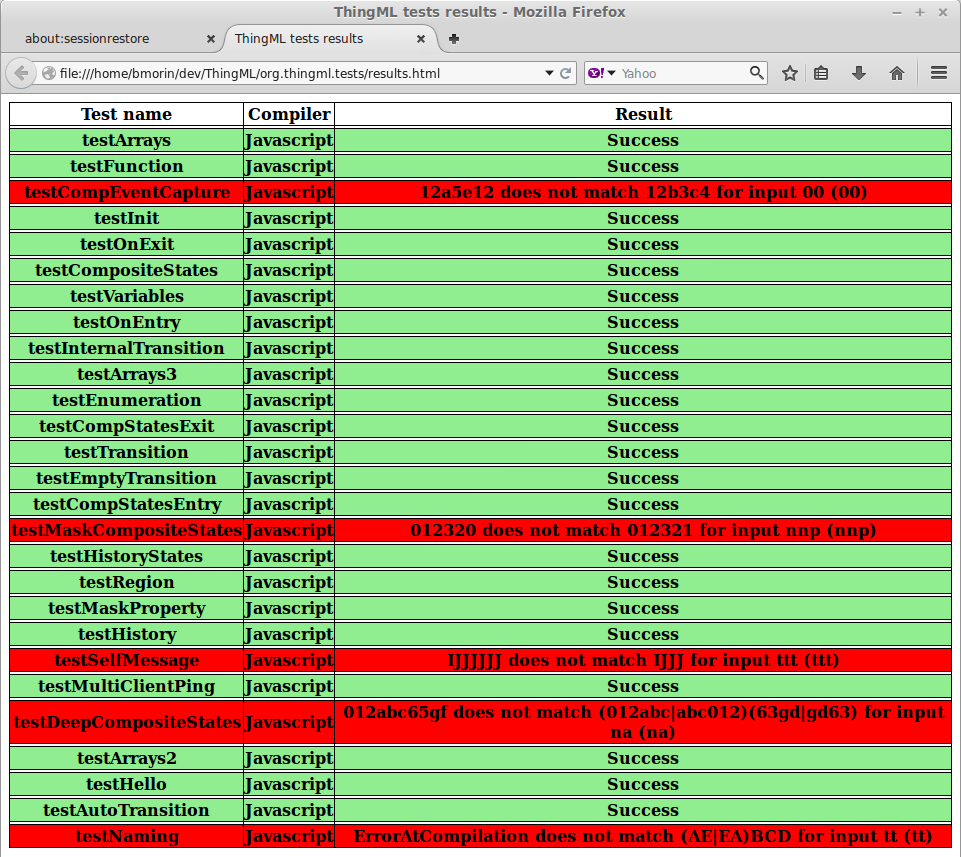 ThingML tests results - Mozilla Firefox
about:sessionrestore
ThingML tests results
file:///home/bmorin/dev/ThingML/org.thingml.tests/results.html
Y!
Yahoo
Test name Compiler Result
testArrays Javascript Success
testFunction Javascript Success
testCompEventCapture Javascript 12a5e12 does not match 12b3c4 for input 00 (00)
testInit Javascript Success
testOnExit Javascript Success
testCompositeStates Javascript Success
testVariables Javascript Success
testOnEntry Javascript Success
testInternalTransition Javascript Success
testArrays3 Javascript Success
testEnumeration Javascript Success
testCompStatesExit Javascript Success
testTransition Javascript Success
testEmptyTransition Javascript Success
testCompStatesEntry Javascript Success
testMaskCompositeStates Javascript 012320 does not match 012321 for input nnp (nnp)
testHistoryStates Javascript Success
testRegion Javascript Success
testMaskProperty Javascript Success
testHistory Javascript Success
testSelfMessage Javascript IJJJJJJ does not match IJJJ for input ttt (ttt)
testMultiClientPing Javascript Success
testDeepCompositeStates Javascript 012abc65gf does not match (012abc|abc012)(63gd|gd63) for input
na (na)
testArrays2 Javascript Success
testHello Javascript Success
testAutoTransition Javascript Success
testNaming Javascript ErrorAtCompilation does not match (AE|EA)BCD for input tt (tt)